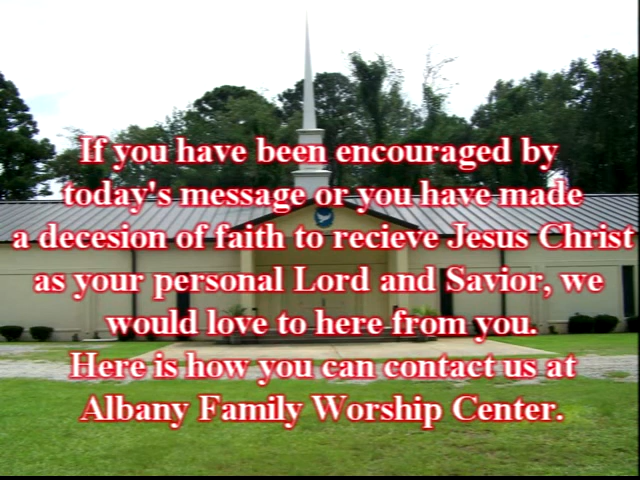 If you have been encouraged by
today's message or you have made
a decesion of faith to recieve Jesus Christ
as your personal Lord and Savior, we
would love to here from you.
Here is how you can contact us at
Albany Family Worship Center.